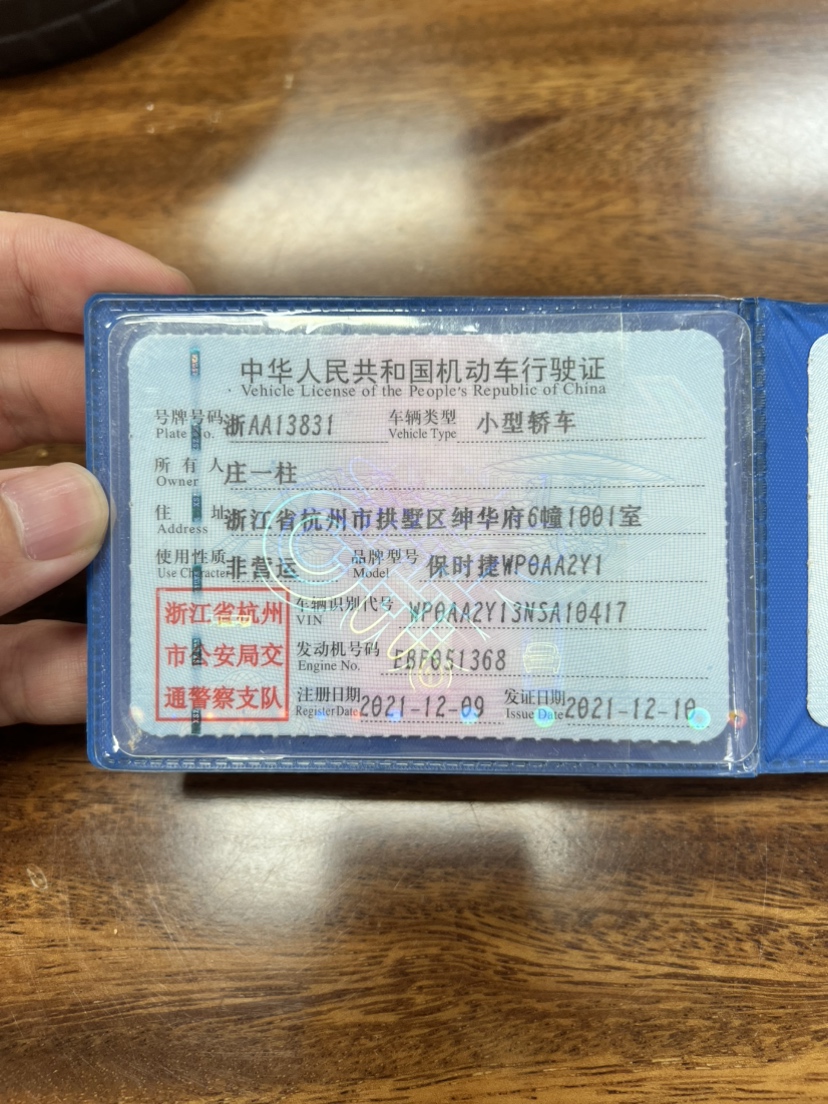 中华人民共和国机动车行驶证
Vehicle License of the People's Republic of China
号牌号码 浙AA13831 车辆类型 小型轿车
Plate No. Vehicle Type
所有人 庄一柱
Owner
住址 浙江省杭州市拱墅区绅华府6幢1001室
Address
使用性质 非营运 品牌型号 保时捷WP0AA2Y1
Use Character Model
浙江省杭州
市公安局交
通警察支队
车辆识别代号 WP0AA2Y13NSA10417
VIN
发动机号码 EBF051368
Engine No.
注册日期 2021-12-09 发证日期 2021-12-10
Register Date Issue Date